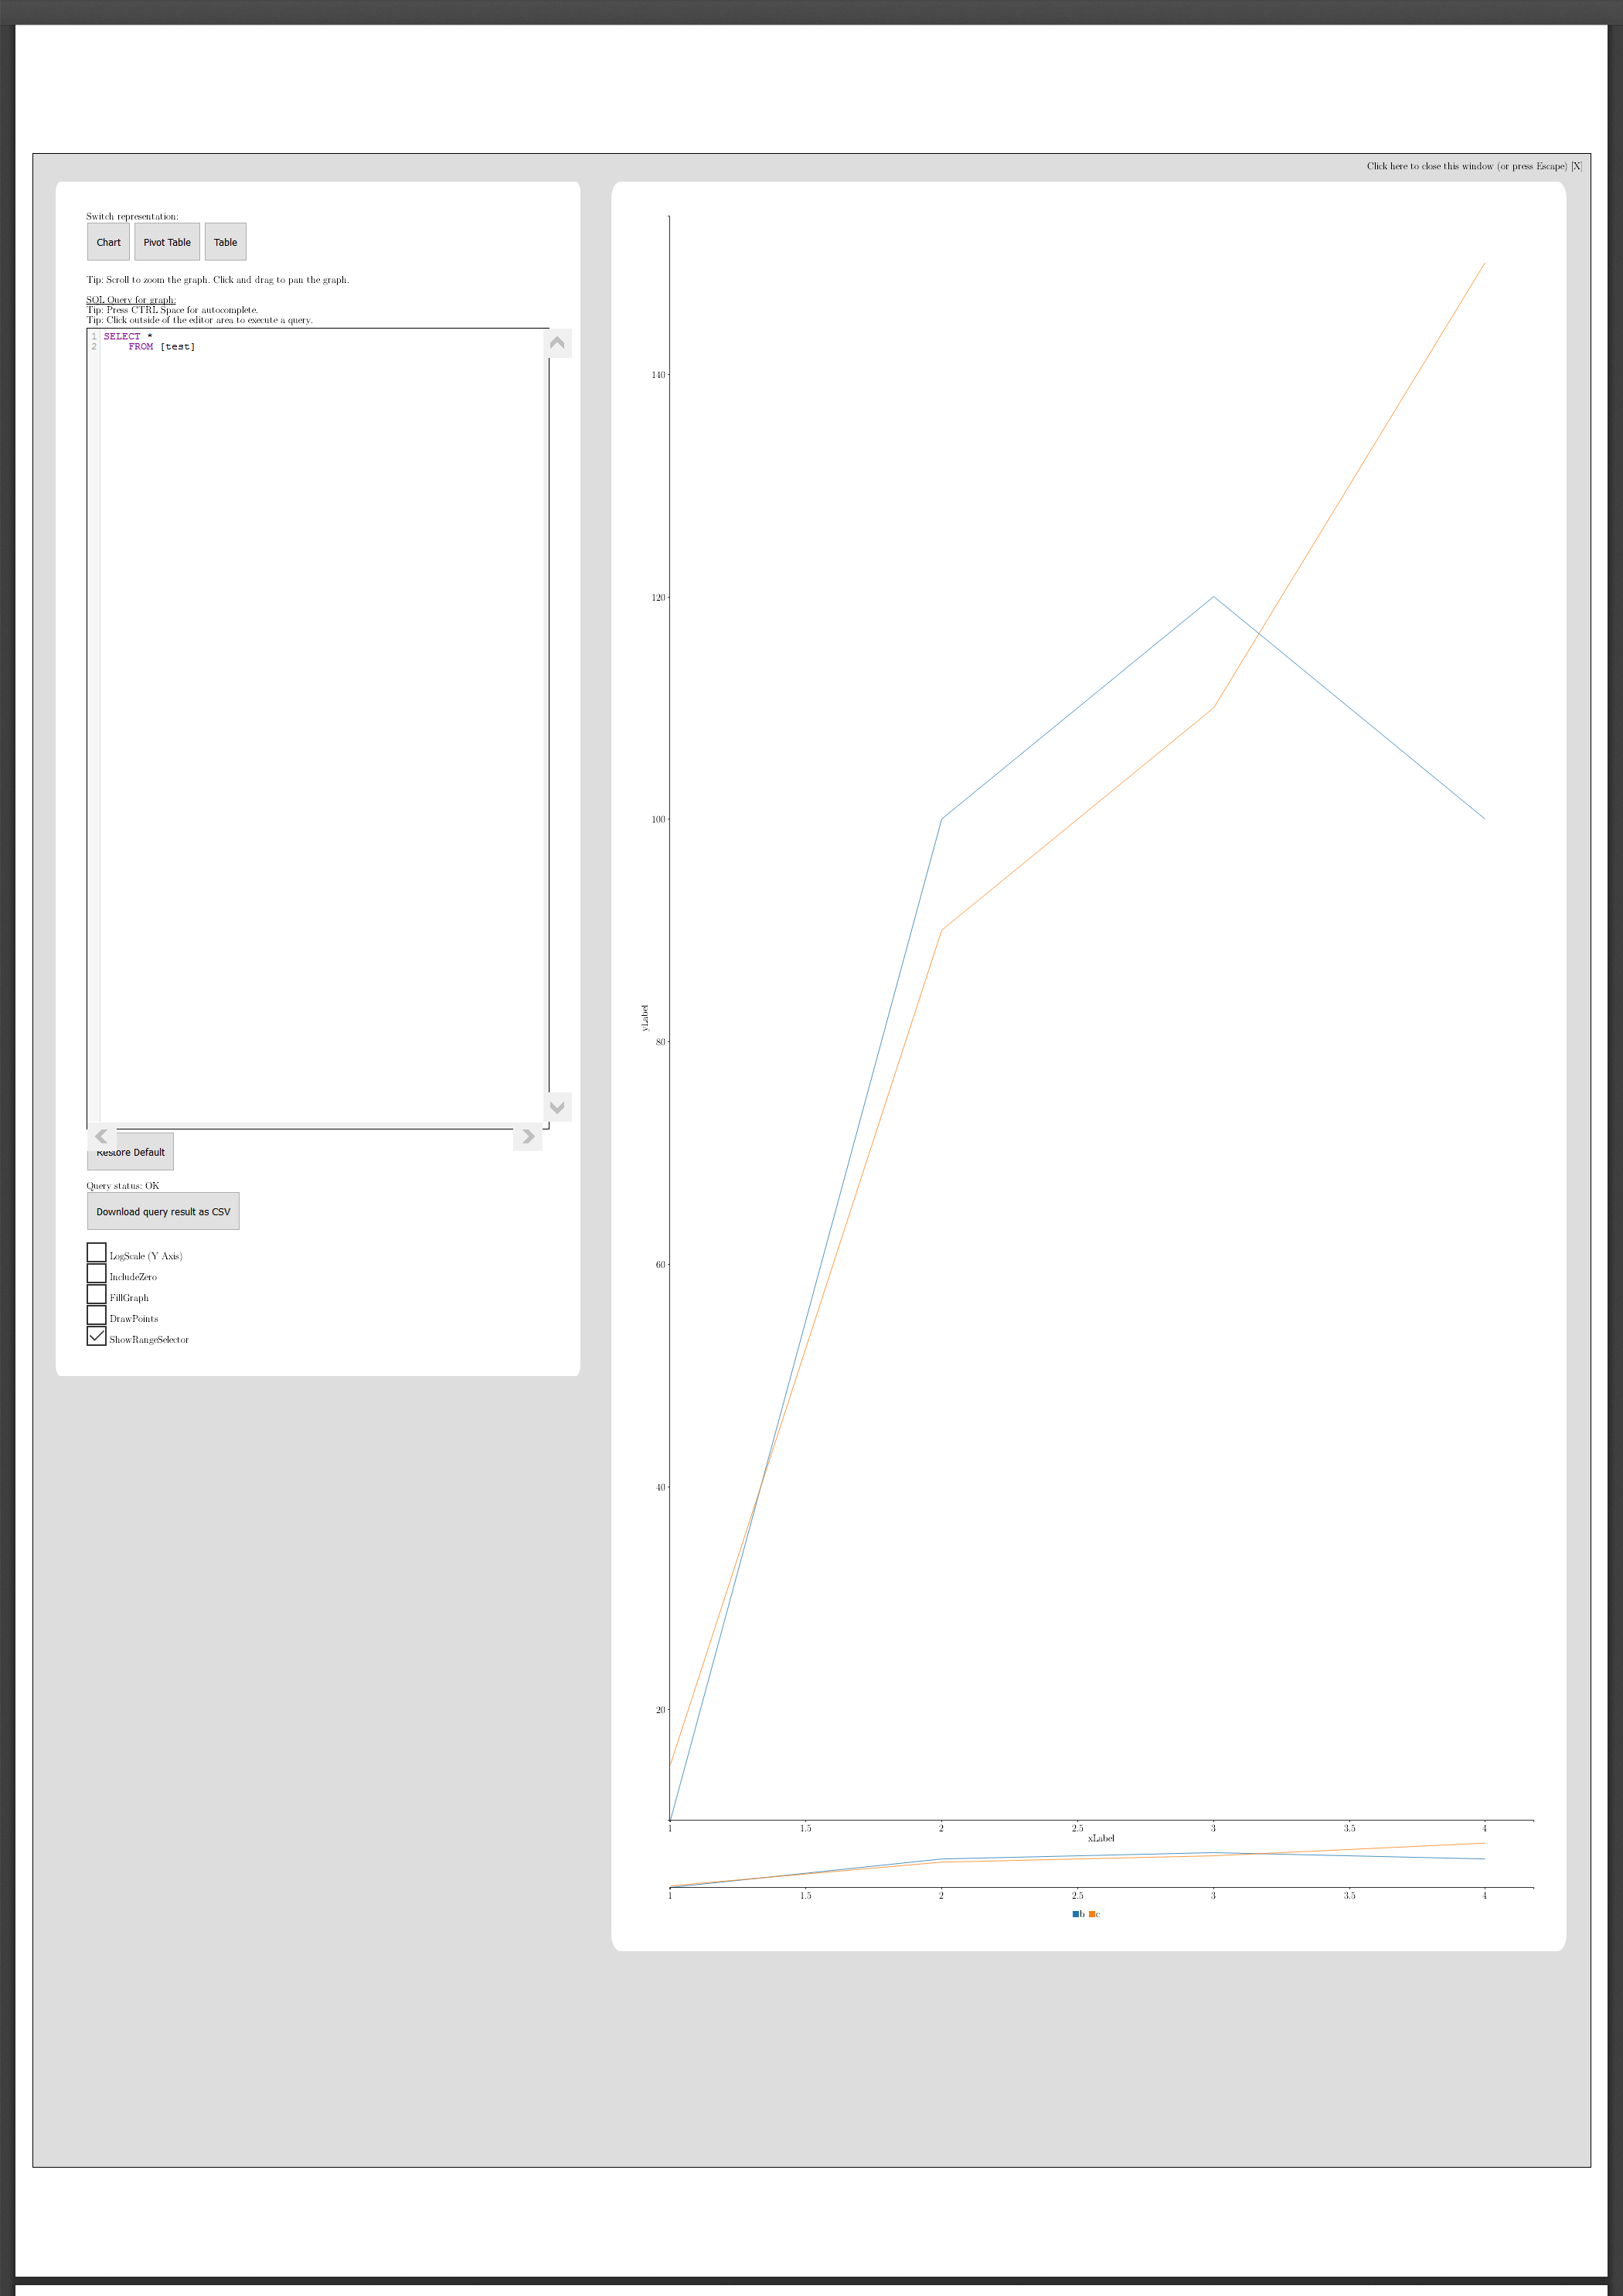 Click here to close this window (or press Escape) [X]
Switch representation:
Chart Pivot Table Table
Tip: Scroll to zoom the graph. Click and drag to pan the graph.
SQL Query for graph:
Tip: Press CTRL Space for autocomplete.
Tip: Click outside of the editor area to execute a query.
1 SELECT *
2 FROM [test]
Restore Default
Query status: OK
Download query result as CSV
LogScale (Y Axis)
IncludeZero
FillGraph
DrawPoints
ShowRangeSelector
140
120
100
yLabel
80
60
40
20
1 1.5 2 2.5 3 3.5 4
xLabel
1 1.5 2 2.5 3 3.5 4
b c